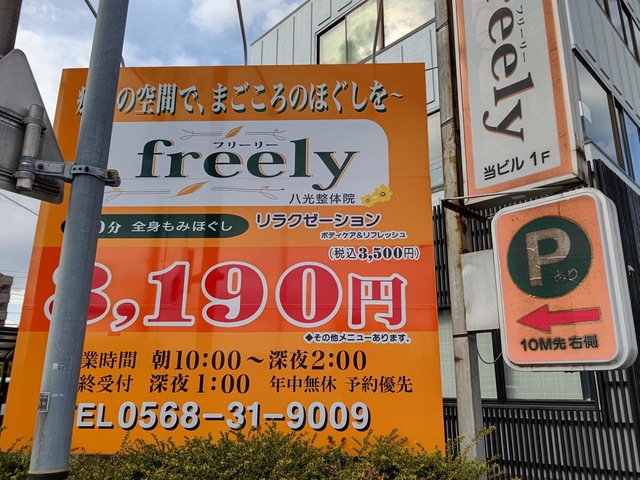 の空間で、まごころのほぐしを〜
フリーリー
freely
八光整体院
0分 全身もみほぐし
リラクゼーション
ボディケア&リフレッシュ
(税込3,500円)
3,190円
◆その他メニューあります。
業時間 朝10:00〜深夜2:00
終受付 深夜1:00 年中無休 予約優先
TEL 0568-31-9009
フリーリー
reely
当ビル 1F
P
あり
10M先 右側